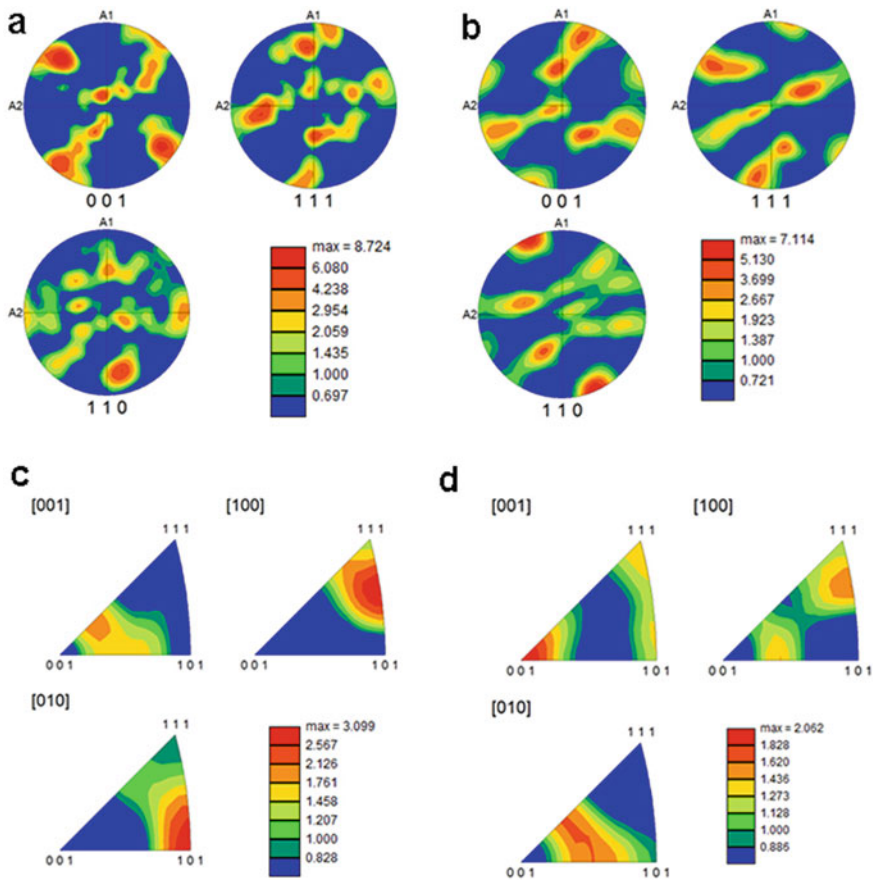 a
A1
A2
0 0 1
A1
A2
1 1 1
A1
A2
1 1 0
max = 8.724
6.080
4.238
2.954
2.059
1.435
1.000
0.697
b
A1
A2
0 0 1
A1
A2
1 1 1
A1
A2
1 1 0
max = 7.114
5.130
3.699
2.667
1.923
1.387
1.000
0.721
c
[001]
1 1 1
0 0 1
1 0 1
[100]
1 1 1
0 0 1
1 0 1
[010]
1 1 1
0 0 1
1 0 1
max = 3.099
2.567
2.126
1.761
1.458
1.207
1.000
0.828
d
[001]
1 1 1
0 0 1
1 0 1
[100]
1 1 1
0 0 1
1 0 1
[010]
1 1 1
0 0 1
1 0 1
max = 2.062
1.828
1.620
1.436
1.273
1.128
1.000
0.886